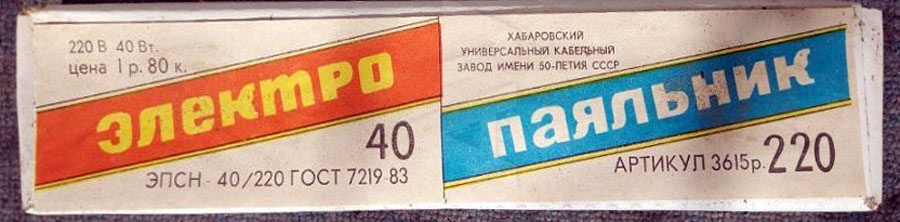 220 В 40 Вт.
цена 1 р. 80 к.
электро
40
ЭПСН - 40/220 ГОСТ 7219-83
ХАБАРОВСКИЙ
УНИВЕРСАЛЬНЫЙ КАБЕЛЬНЫЙ
ЗАВОД ИМЕНИ 50-ЛЕТИЯ СССР
паяльник
АРТИКУЛ 3615р. 220